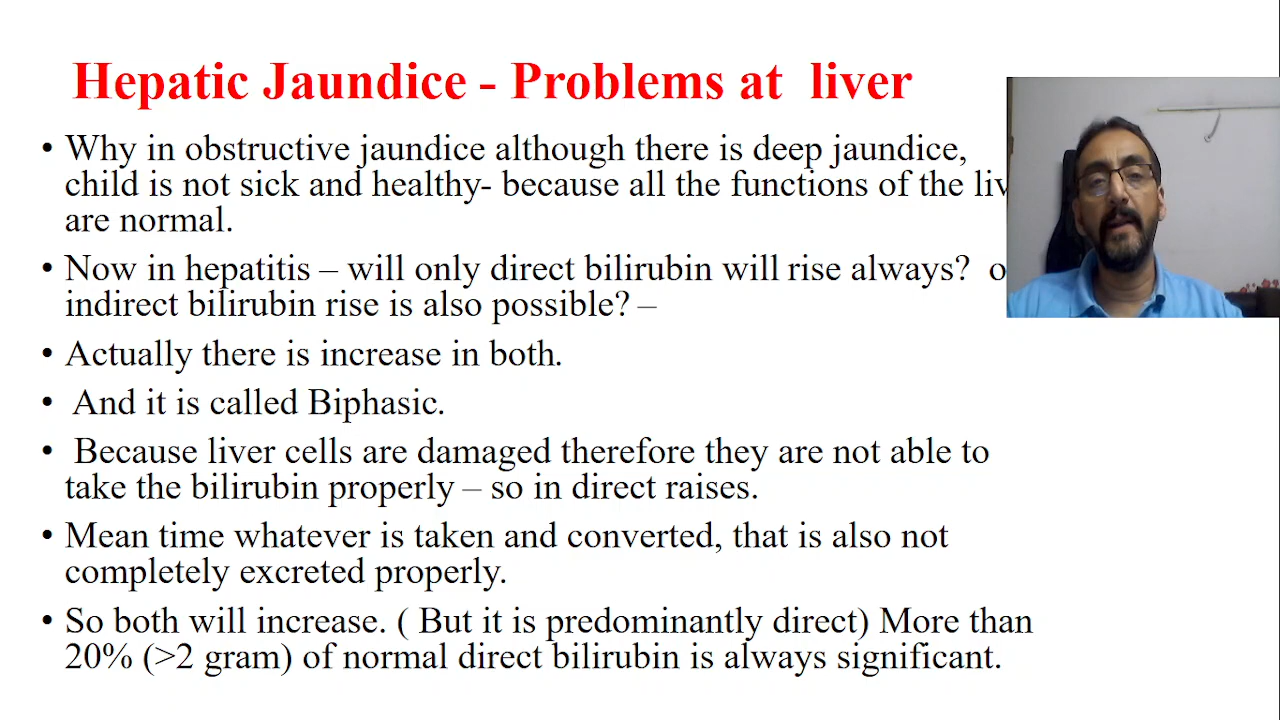 Hepatic Jaundice - Problems at liver
• Why in obstructive jaundice although there is deep jaundice,
child is not sick and healthy- because all the functions of the
are normal.
• Now in hepatitis – will only direct bilirubin will rise always?
indirect bilirubin rise is also possible? –
• Actually there is increase in both.
• And it is called Biphasic.
• Because liver cells are damaged therefore they are not able to
take the bilirubin properly – so in direct raises.
• Mean time whatever is taken and converted, that is also not
completely excreted properly.
• So both will increase. ( But it is predominantly direct) More than
20% (>2 gram) of normal direct bilirubin is always significant.